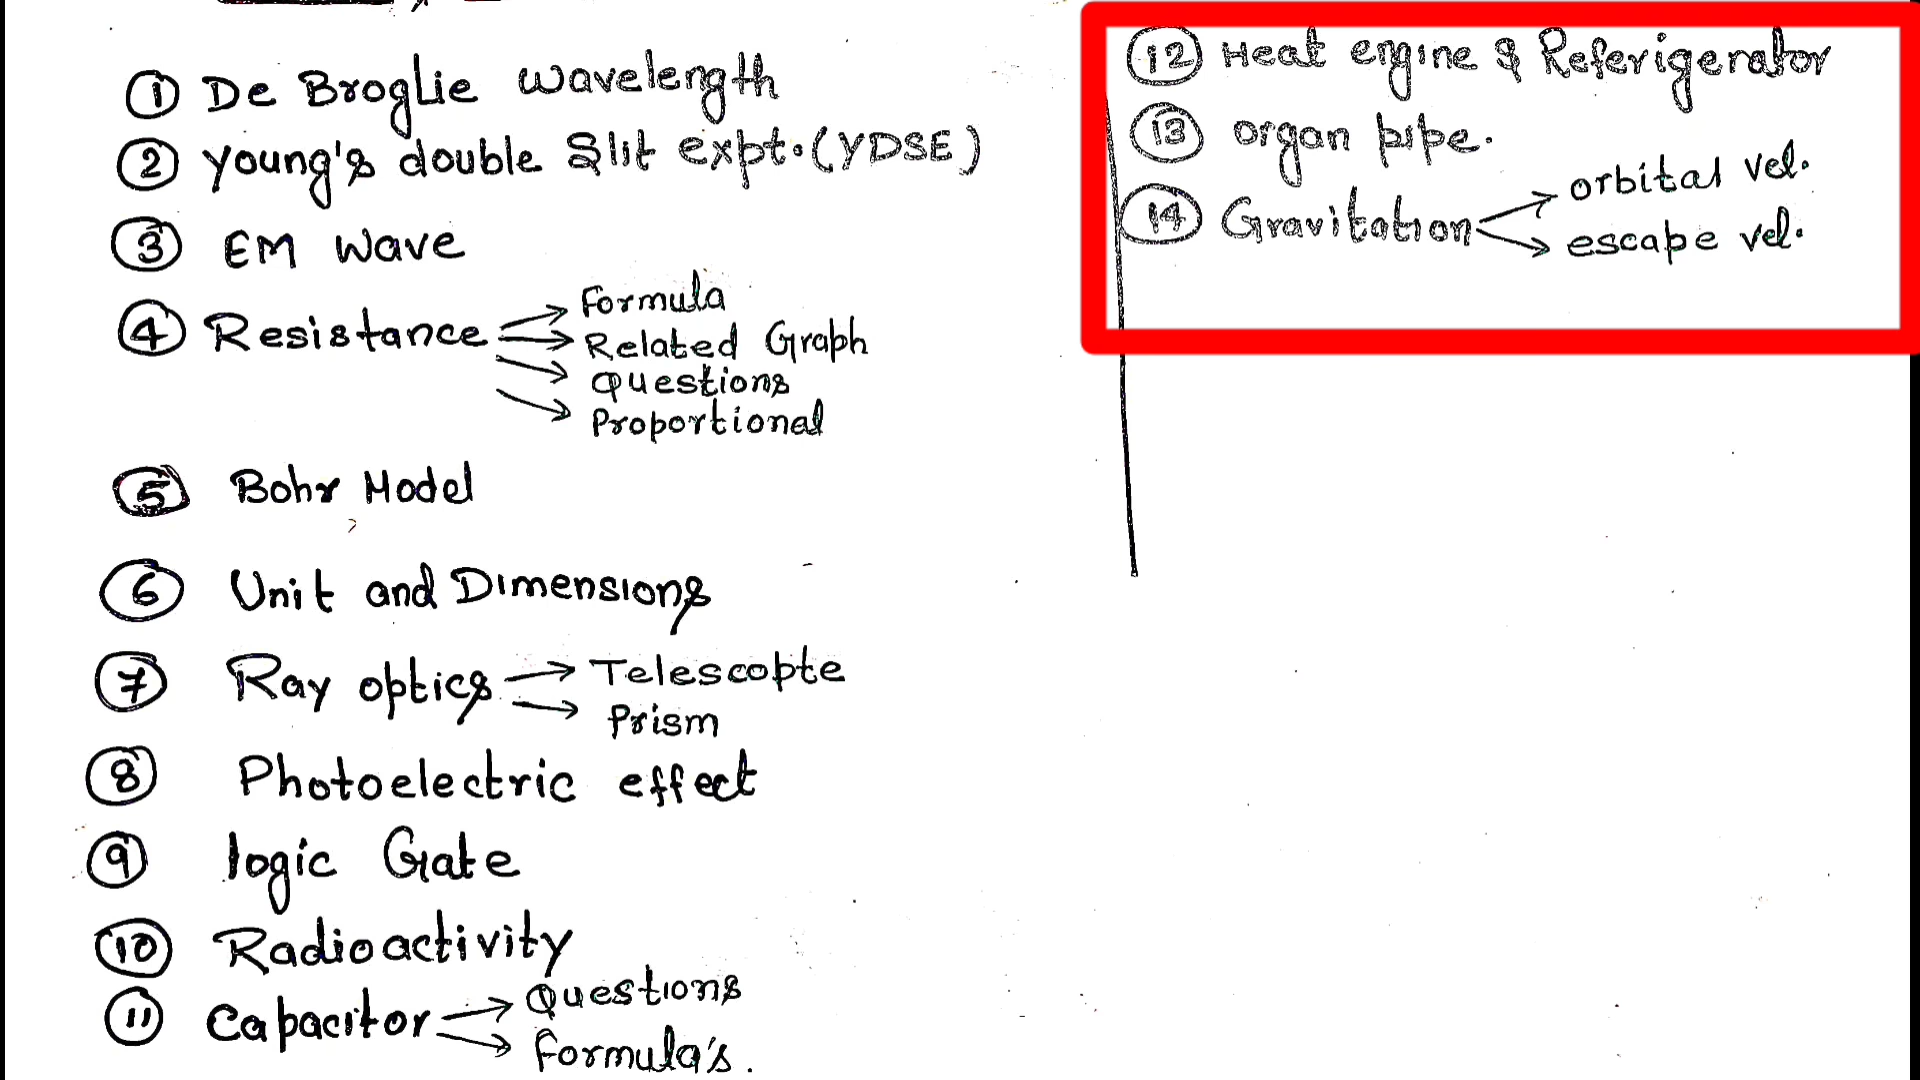 ① De Broglie wavelength
② Young's double slit expt. (YDSE)
③ EM Wave
④ Resistance → Formula
→ Related Graph
→ Questions
→ Proportional
⑤ Bohr Model
⑥ Unit and Dimensions
⑦ Ray optics → Telescopte
→ Prism
⑧ Photoelectric effect
⑨ logic Gate
⑩ Radioactivity
⑪ Capacitor → Questions
→ Formula's.
⑫ Heat engine & Referigerator
⑬ organ pipe.
⑭ Gravitation → orbital vel.
→ escape vel.